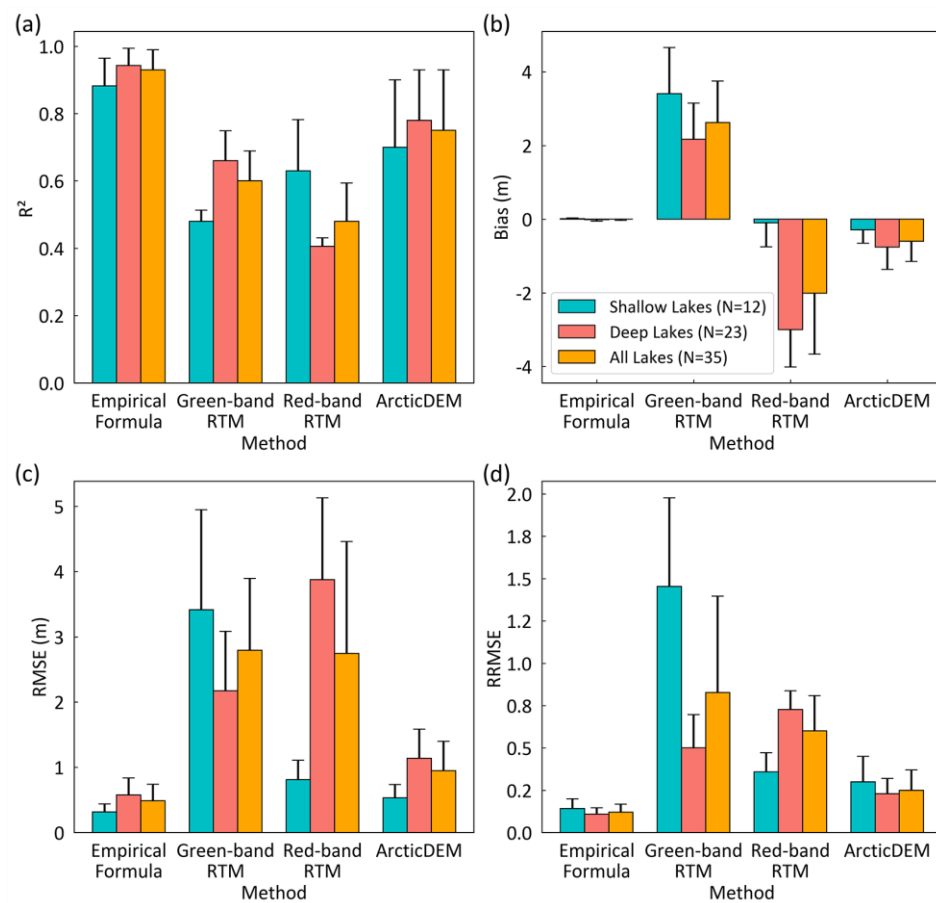 (a)
1.0
0.8
0.6
0.4
0.2
0.0
R²
Empirical
Formula
Green-band
RTM
Red-band
RTM
ArcticDEM
Method
(b)
4
2
0
-2
-4
Bias (m)
Shallow Lakes (N=12)
Deep Lakes (N=23)
All Lakes (N=35)
Empirical
Formula
Green-band
RTM
Red-band
RTM
ArcticDEM
Method
(c)
5
4
3
2
1
0
RMSE (m)
Empirical
Formula
Green-band
RTM
Red-band
RTM
ArcticDEM
Method
(d)
2.0
1.8
1.5
1.2
1.0
0.8
0.5
0.2
0.0
RRMSE
Empirical
Formula
Green-band
RTM
Red-band
RTM
ArcticDEM
Method